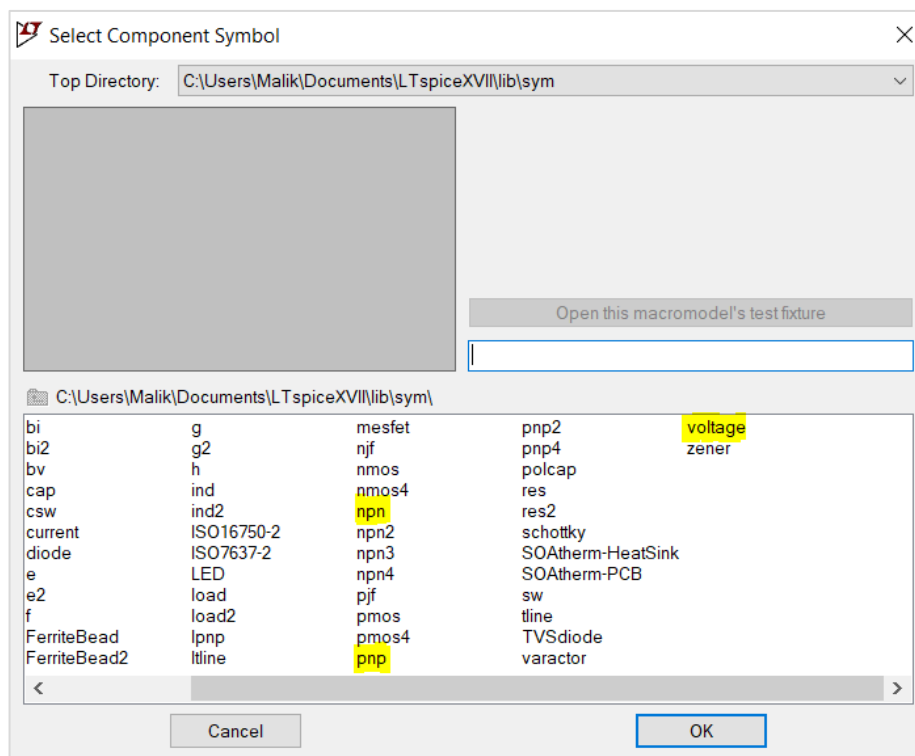 Select Component Symbol
Top Directory: C:\Users\Malik\Documents\LTspiceXVII\lib\sym
Open this macromodel's test fixture
C:\Users\Malik\Documents\LTspiceXVII\lib\sym\
bi g mesfet pnp2 voltage
bi2 g2 njf pnp4 zener
bv h nmos polcap
cap ind nmos4 res
csw ind2 npn res2
current ISO16750-2 npn2 schottky
diode ISO7637-2 npn3 SOAtherm-HeatSink
e LED npn4 SOAtherm-PCB
e2 load pjf sw
f load2 pmos tline
FerriteBead lpnp pmos4 TVSdiode
FerriteBead2 ltline pnp varactor
Cancel OK